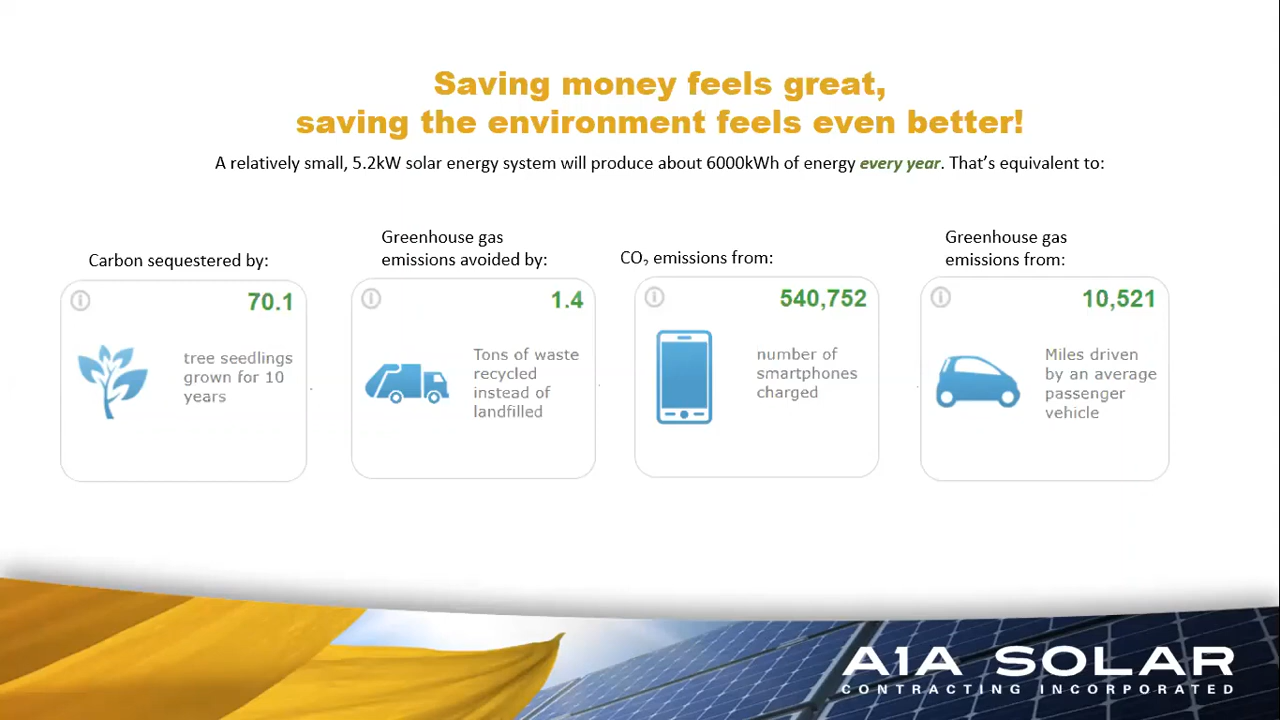 Saving money feels great,
saving the environment feels even better!
A relatively small, 5.2kW solar energy system will produce about 6000kWh of energy every year. That's equivalent to:
Carbon sequestered by:
70.1
tree seedlings
grown for 10
years
Greenhouse gas
emissions avoided by:
1.4
Tons of waste
recycled
instead of
landfilled
CO₂ emissions from:
540,752
number of
smartphones
charged
Greenhouse gas
emissions from:
10,521
Miles driven
by an average
passenger
vehicle
A1A SOLAR
CONTRACTING INCORPORATED